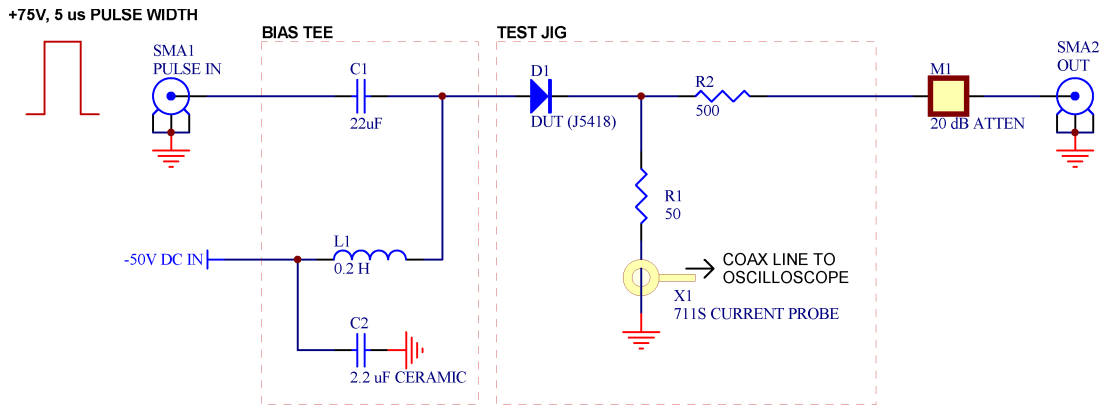 +75V, 5 us PULSE WIDTH
BIAS TEE
TEST JIG
SMA1
PULSE IN
C1
22uF
D1
DUT (J5418)
R2
500
M1
20 dB ATTEN
SMA2
OUT
R1
50
L1
0.2 H
-50V DC IN
COAX LINE TO
OSCILLOSCOPE
X1
711S CURRENT PROBE
C2
2.2 uF CERAMIC